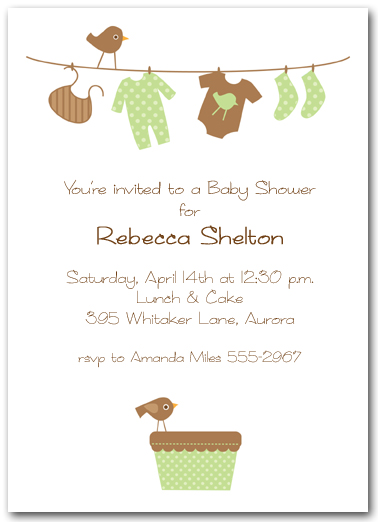 You're invited to a Baby Shower
for
Rebecca Shelton
Saturday, April 14th at 12:30 p.m.
Lunch & Cake
395 Whitaker Lane, Aurora
rsvp to Amanda Miles 555-2967